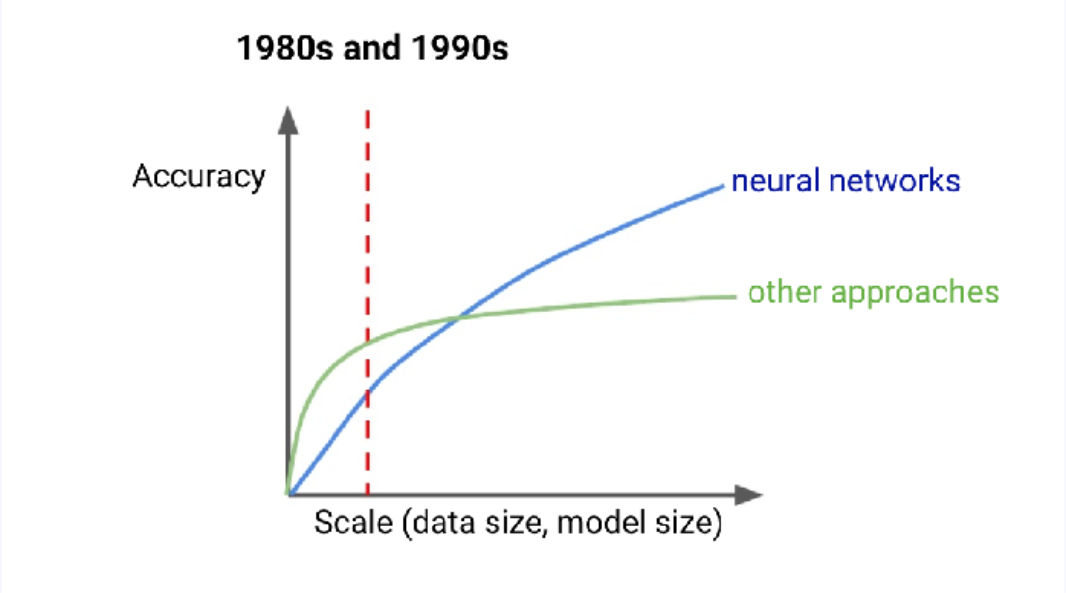 1980s and 1990s
Accuracy
neural networks
other approaches
Scale (data size, model size)